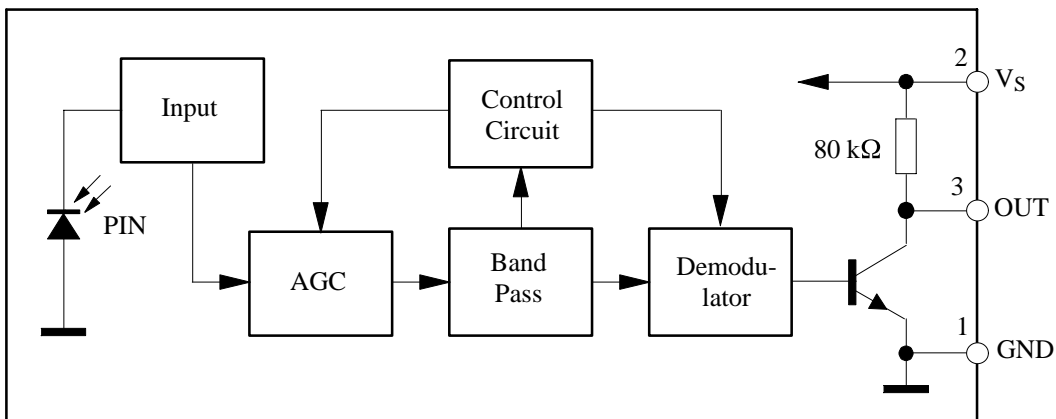 Input
Control
Circuit
2
VS
80 kΩ
3
OUT
PIN
AGC
Band
Pass
Demodu-
lator
1
GND